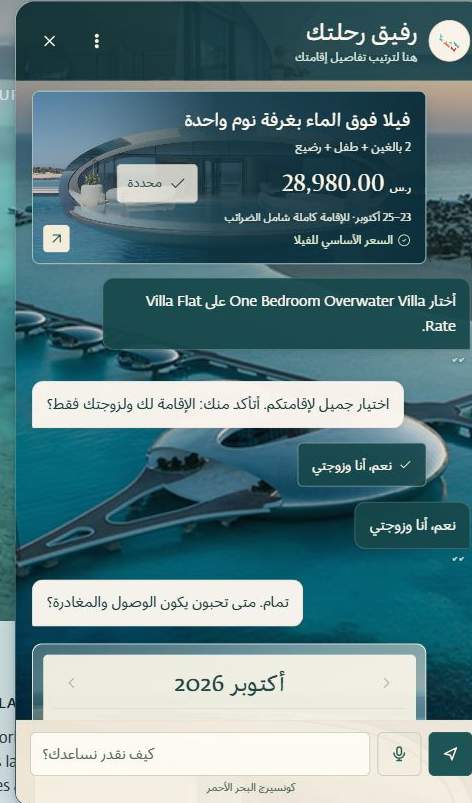 رفيق رحلتك
هنا لترتيب تفاصيل إقامتك
فيلا فوق الماء بغرفة نوم واحدة
2 بالغين + طفل + رضيع
ر.س 28,980.00
محددة
23–25 أكتوبر · للإقامة كاملة شامل الضرائب
السعر الأساسي للفيلا
أختار One Bedroom Overwater Villa على Villa Flat
Rate.
اختيار جميل لإقامتكم. أتأكد منك: الإقامة لك ولزوجتك فقط؟
نعم، أنا وزوجتي
نعم، أنا وزوجتي
تمام. متى تحبون يكون الوصول والمغادرة؟
أكتوبر 2026
كيف نقدر نساعدك؟
كونسيرج البحر الأحمر